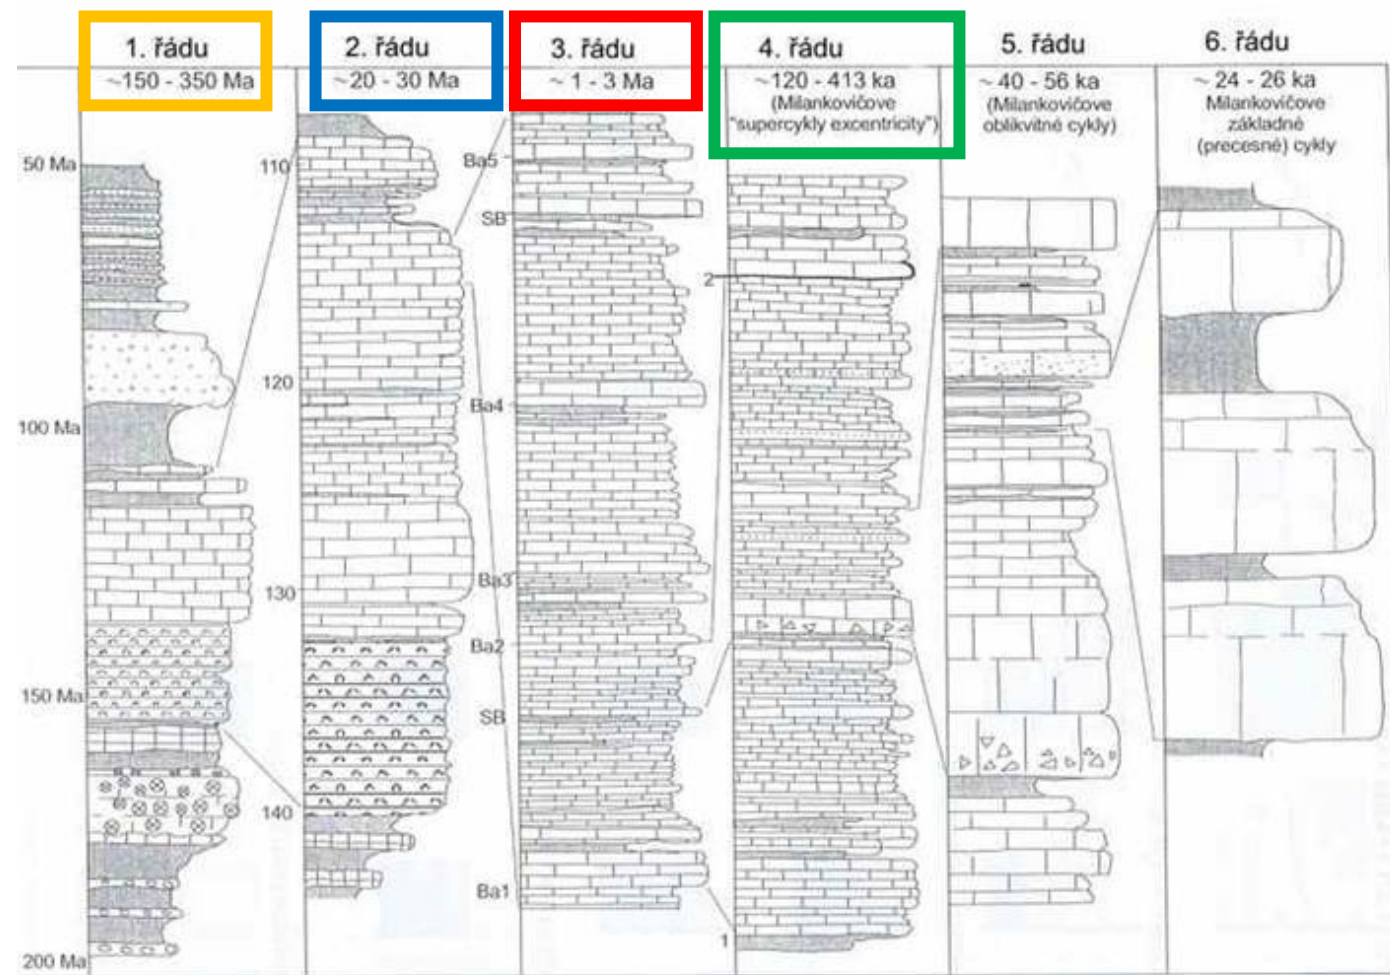 1. řádu
~150 - 350 Ma
2. řádu
~20 - 30 Ma
3. řádu
~ 1 - 3 Ma
4. řádu
~120 - 413 ka
(Milankovičove
"supercykly excentricity")
5. řádu
~ 40 - 56 ka
(Milankovičove
oblikvitné cykly)
6. řádu
~ 24 - 26 ka
Milankovičove
základné
(precesné) cykly
50 Ma
100 Ma
150 Ma
200 Ma
110
120
130
140
Ba5
SB
Ba4
Ba3
Ba2
SB
Ba1
2
1